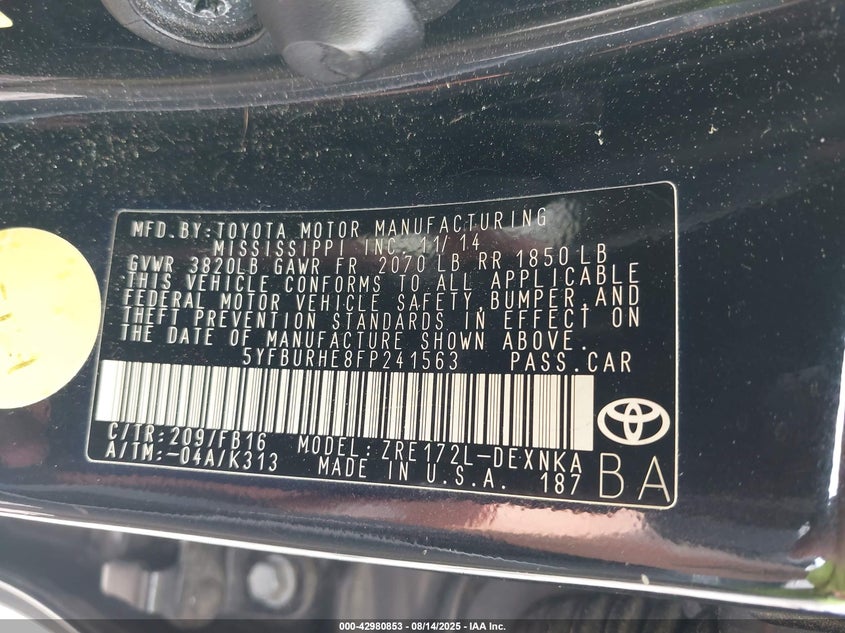 MFD.BY:TOYOTA MOTOR MANUFACTURING
MISSISSIPPI INC. 11/14
GVWR 3820LB GAWR FR 2070 LB RR 1850 LB
THIS VEHICLE CONFORMS TO ALL APPLICABLE
FEDERAL MOTOR VEHICLE SAFETY,BUMPER,AND
THEFT PREVENTION STANDARDS IN EFFECT ON
THE DATE OF MANUFACTURE SHOWN ABOVE.
5YFBURHE8FP241563 PASS.CAR
C/TR:209/FB16 MODEL:ZRE172L-DEXNKA
A/TM:-04A/K313 MADE IN U.S.A. 187
BA
000-42980853 — 08/14/2025 — IAA Inc.